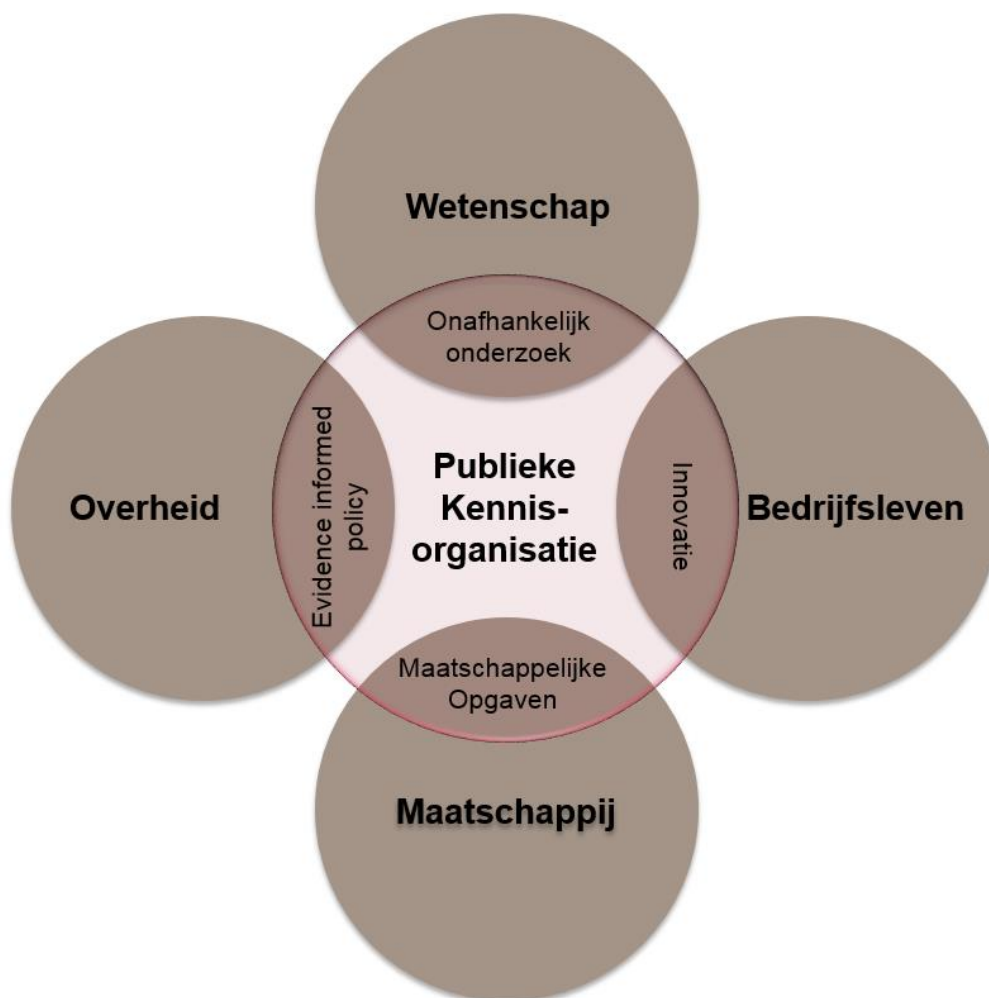 Wetenschap
Onafhankelijk
onderzoek
Overheid
Evidence informed
policy
Publieke
Kennis-
organisatie
Innovatie
Bedrijfsleven
Maatschappelijke
Opgaven
Maatschappij